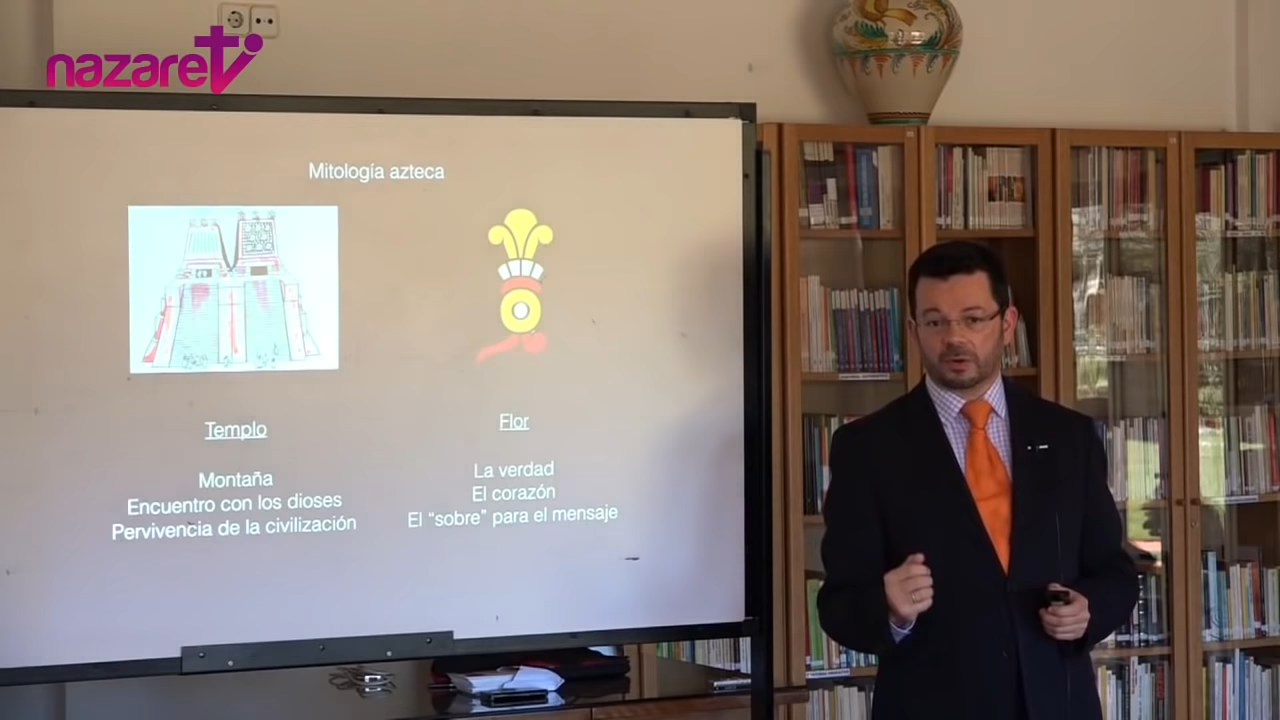 nazaretv
Mitología azteca
Templo
Montaña
Encuentro con los dioses
Pervivencia de la civilización
Flor
La verdad
El corazón
El “sobre” para el mensaje